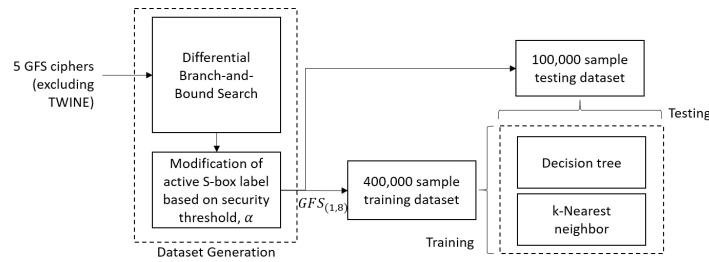 5 GFS ciphers
(excluding
TWINE)
Differential
Branch-and-
Bound Search
Modification of
active S-box label
based on security
threshold, α
Dataset Generation
GFS(1,8)
100,000 sample
testing dataset
400,000 sample
training dataset
Testing
Training
Decision tree
k-Nearest
neighbor